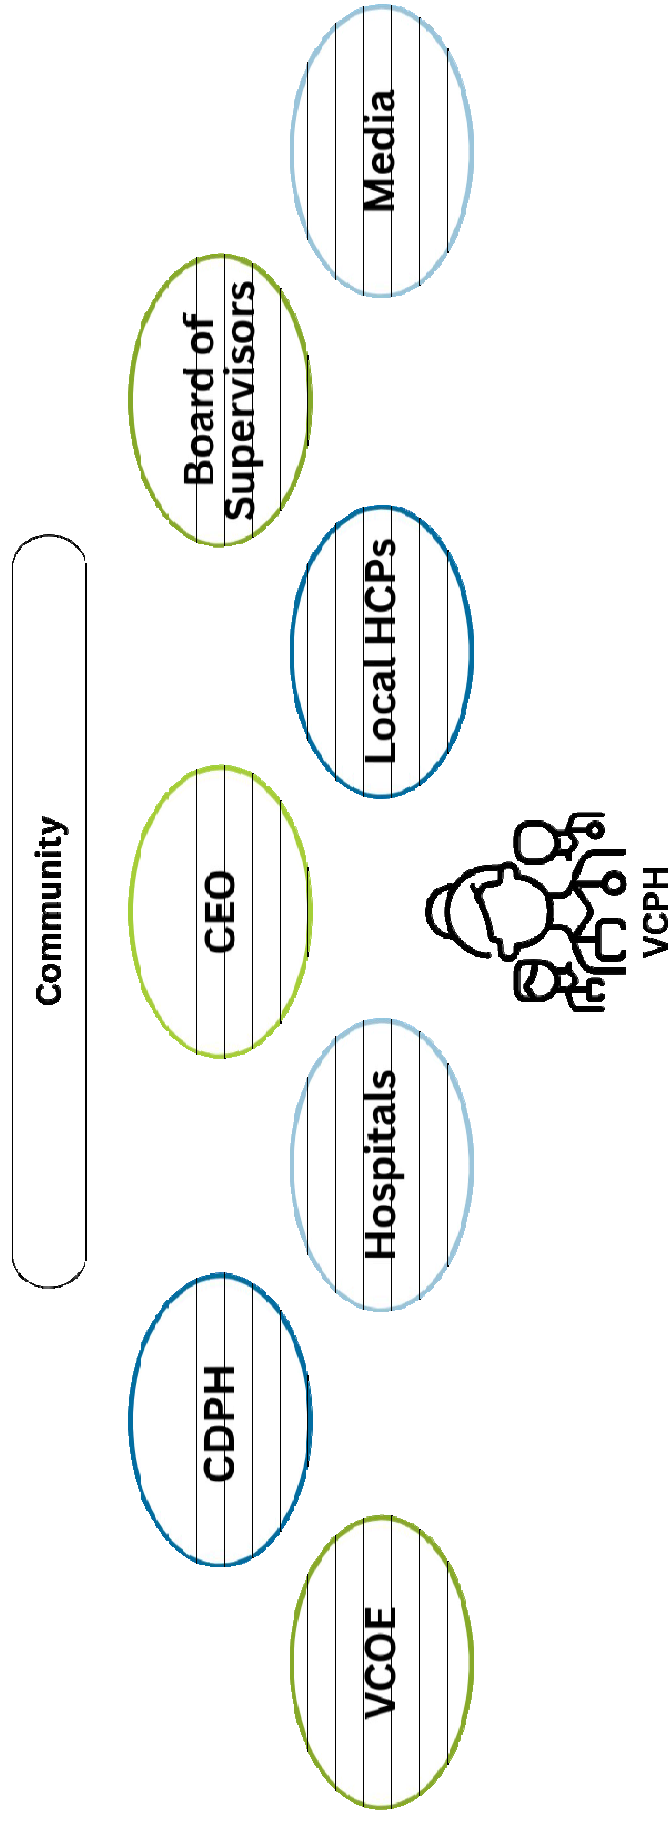 Community
CDPH
CEO
Board of
Supervisors
VCOE
Hospitals
Local HCPs
Media
VCPH